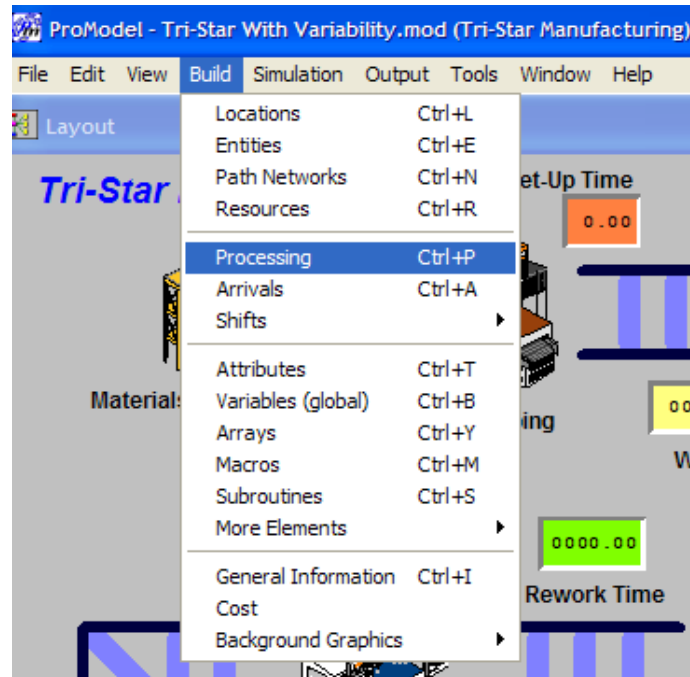 ProModel - Tri-Star With Variability.mod (Tri-Star Manufacturing)
File Edit View Build Simulation Output Tools Window Help
Layout
Tri-Star
et-Up Time
0.00
Locations Ctrl+L
Entities Ctrl+E
Path Networks Ctrl+N
Resources Ctrl+R
Processing Ctrl+P
Arrivals Ctrl+A
Shifts
Attributes Ctrl+T
Variables (global) Ctrl+B
Arrays Ctrl+Y
Macros Ctrl+M
Subroutines Ctrl+S
More Elements
General Information Ctrl+I
Cost
Background Graphics
Materials
ing
00
W
0000.00
Rework Time